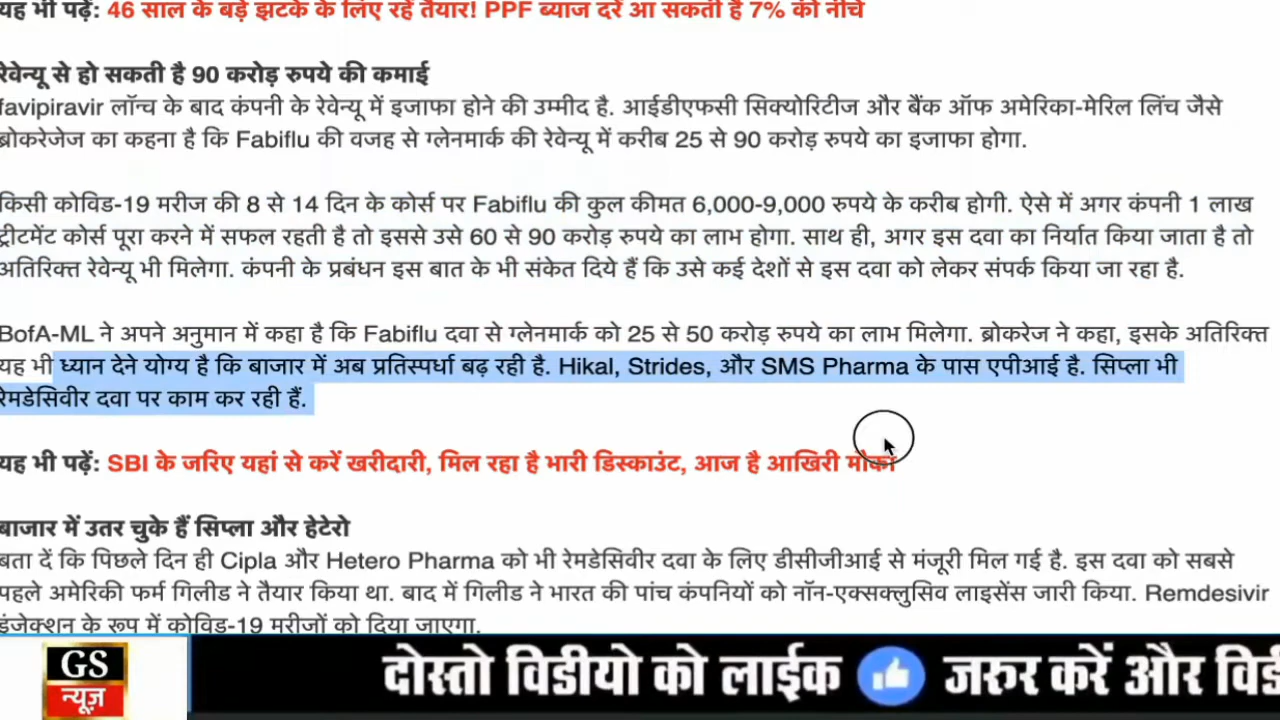 यह भी पढ़ें: 46 साल के बड़े झटके के लिए रहें तैयार! PPF ब्याज दरें आ सकती हैं 7% की नीचे
रेवेन्यू से हो सकती है 90 करोड़ रुपये की कमाई
favipiravir लॉन्च के बाद कंपनी के रेवेन्यू में इजाफा होने की उम्मीद है. आईडीएफसी सिक्योरिटीज और बैंक ऑफ अमेरिका-मेरिल लिंच जैसे
ब्रोकरेजेज का कहना है कि Fabiflu की वजह से ग्लेनमार्क की रेवेन्यू में करीब 25 से 90 करोड़ रुपये का इजाफा होगा.
किसी कोविड-19 मरीज की 8 से 14 दिन के कोर्स पर Fabiflu की कुल कीमत 6,000-9,000 रुपये के करीब होगी. ऐसे में अगर कंपनी 1 लाख
ट्रीटमेंट कोर्स पूरा करने में सफल रहती है तो इससे उसे 60 से 90 करोड़ रुपये का लाभ होगा. साथ ही, अगर इस दवा का निर्यात किया जाता है तो
अतिरिक्त रेवेन्यू भी मिलेगा. कंपनी के प्रबंधन इस बात के भी संकेत दिये हैं कि उसे कई देशों से इस दवा को लेकर संपर्क किया जा रहा है.
BofA-ML ने अपने अनुमान में कहा है कि Fabiflu दवा से ग्लेनमार्क को 25 से 50 करोड़ रुपये का लाभ मिलेगा. ब्रोकरेज ने कहा, इसके अतिरिक्त
यह भी ध्यान देने योग्य है कि बाजार में अब प्रतिस्पर्धा बढ़ रही है. Hikal, Strides, और SMS Pharma के पास एपीआई है. सिप्ला भी
रेमडेसिवीर दवा पर काम कर रही हैं.
यह भी पढ़ें: SBI के जरिए यहां से करें खरीदारी, मिल रहा है भारी डिस्काउंट, आज है आखिरी मौका
बाजार में उतर चुके हैं सिप्ला और हेटेरो
बता दें कि पिछले दिन ही Cipla और Hetero Pharma को भी रेमडेसिवीर दवा के लिए डीसीजीआई से मंजूरी मिल गई है. इस दवा को सबसे
पहले अमेरिकी फर्म गिलीड ने तैयार किया था. बाद में गिलीड ने भारत की पांच कंपनियों को नॉन-एक्सक्लुसिव लाइसेंस जारी किया. Remdesivir
इंजेक्शन के रूप में कोविड-19 मरीजों को दिया जाएगा.
GS
न्यूज़
दोस्तो विडीयो को लाईक जरुर करें और